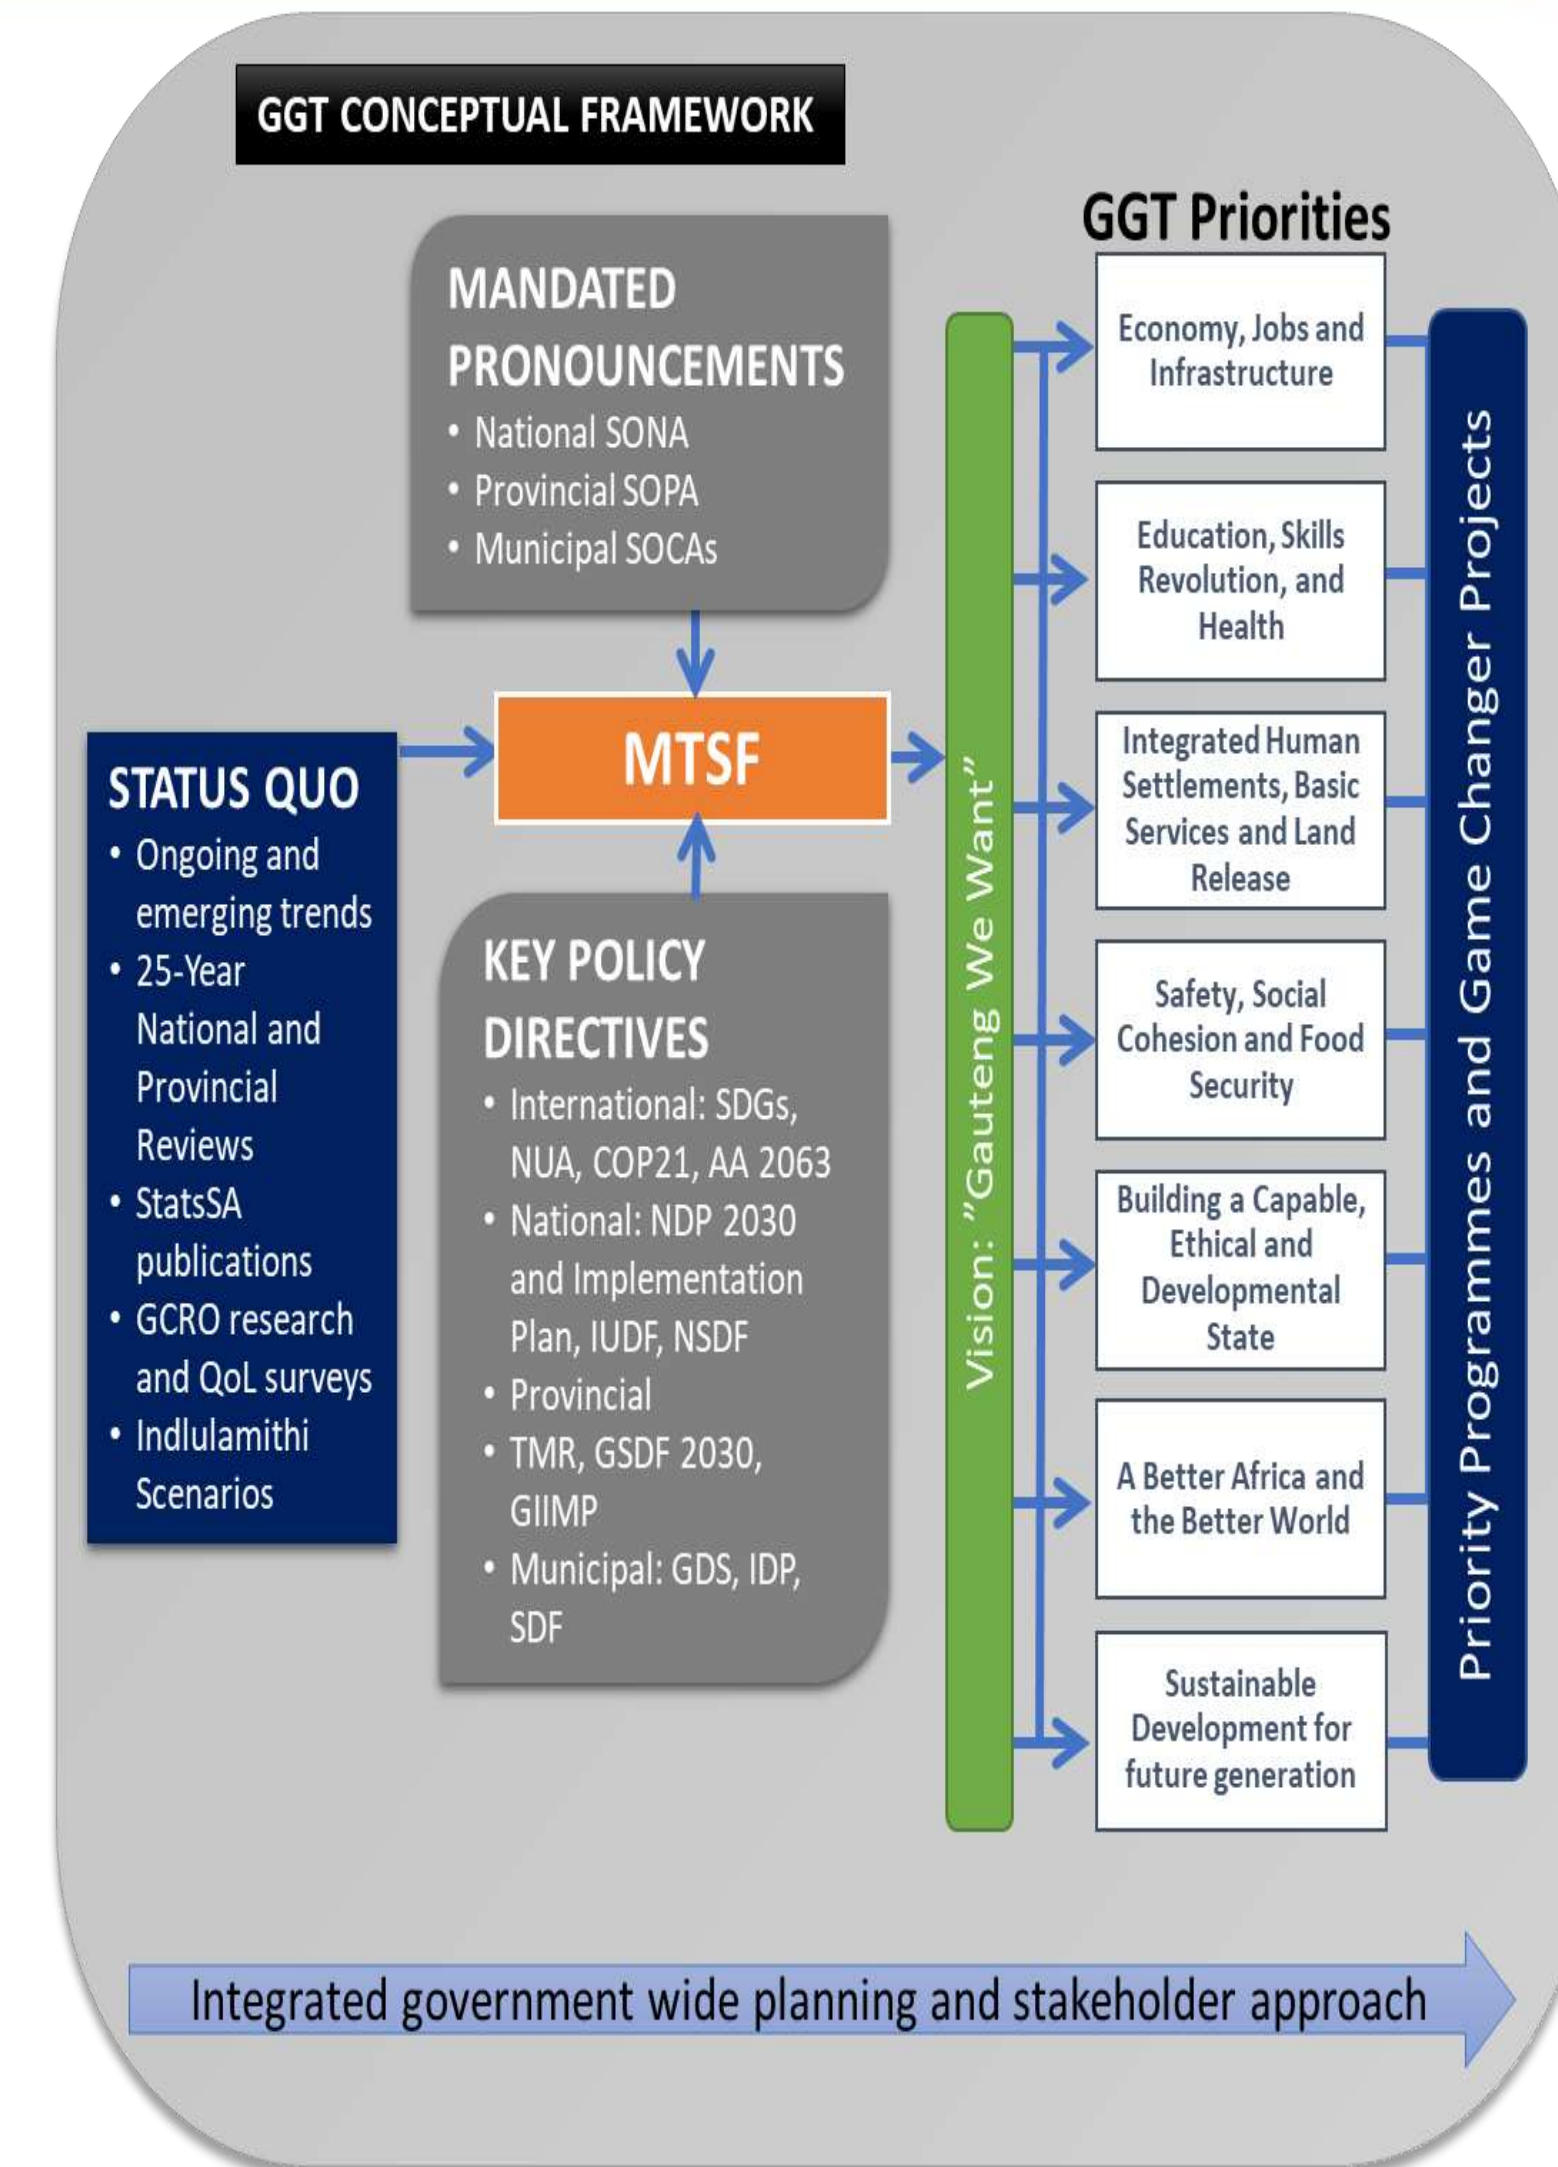 GGT CONCEPTUAL FRAMEWORK
MANDATED
PRONOUNCEMENTS
• National SONA
• Provincial SOPA
• Municipal SOCAs
MTSF
STATUS QUO
• Ongoing and
emerging trends
• 25-Year
National and
Provincial
Reviews
• StatsSA
publications
• GCRO research
and QoL surveys
• Indlulamithi
Scenarios
KEY POLICY
DIRECTIVES
• International: SDGs,
NUA, COP21, AA 2063
• National: NDP 2030
and Implementation
Plan, IUDF, NSDF
• Provincial
• TMR, GSDF 2030,
GIIMP
• Municipal: GDS, IDP,
SDF
Vision: ”Gauteng We Want”
GGT Priorities
Economy, Jobs and
Infrastructure
Education, Skills
Revolution, and
Health
Integrated Human
Settlements, Basic
Services and Land
Release
Safety, Social
Cohesion and Food
Security
Building a Capable,
Ethical and
Developmental
State
A Better Africa and
the Better World
Sustainable
Development for
future generation
Priority Programmes and Game Changer Projects
Integrated government wide planning and stakeholder approach